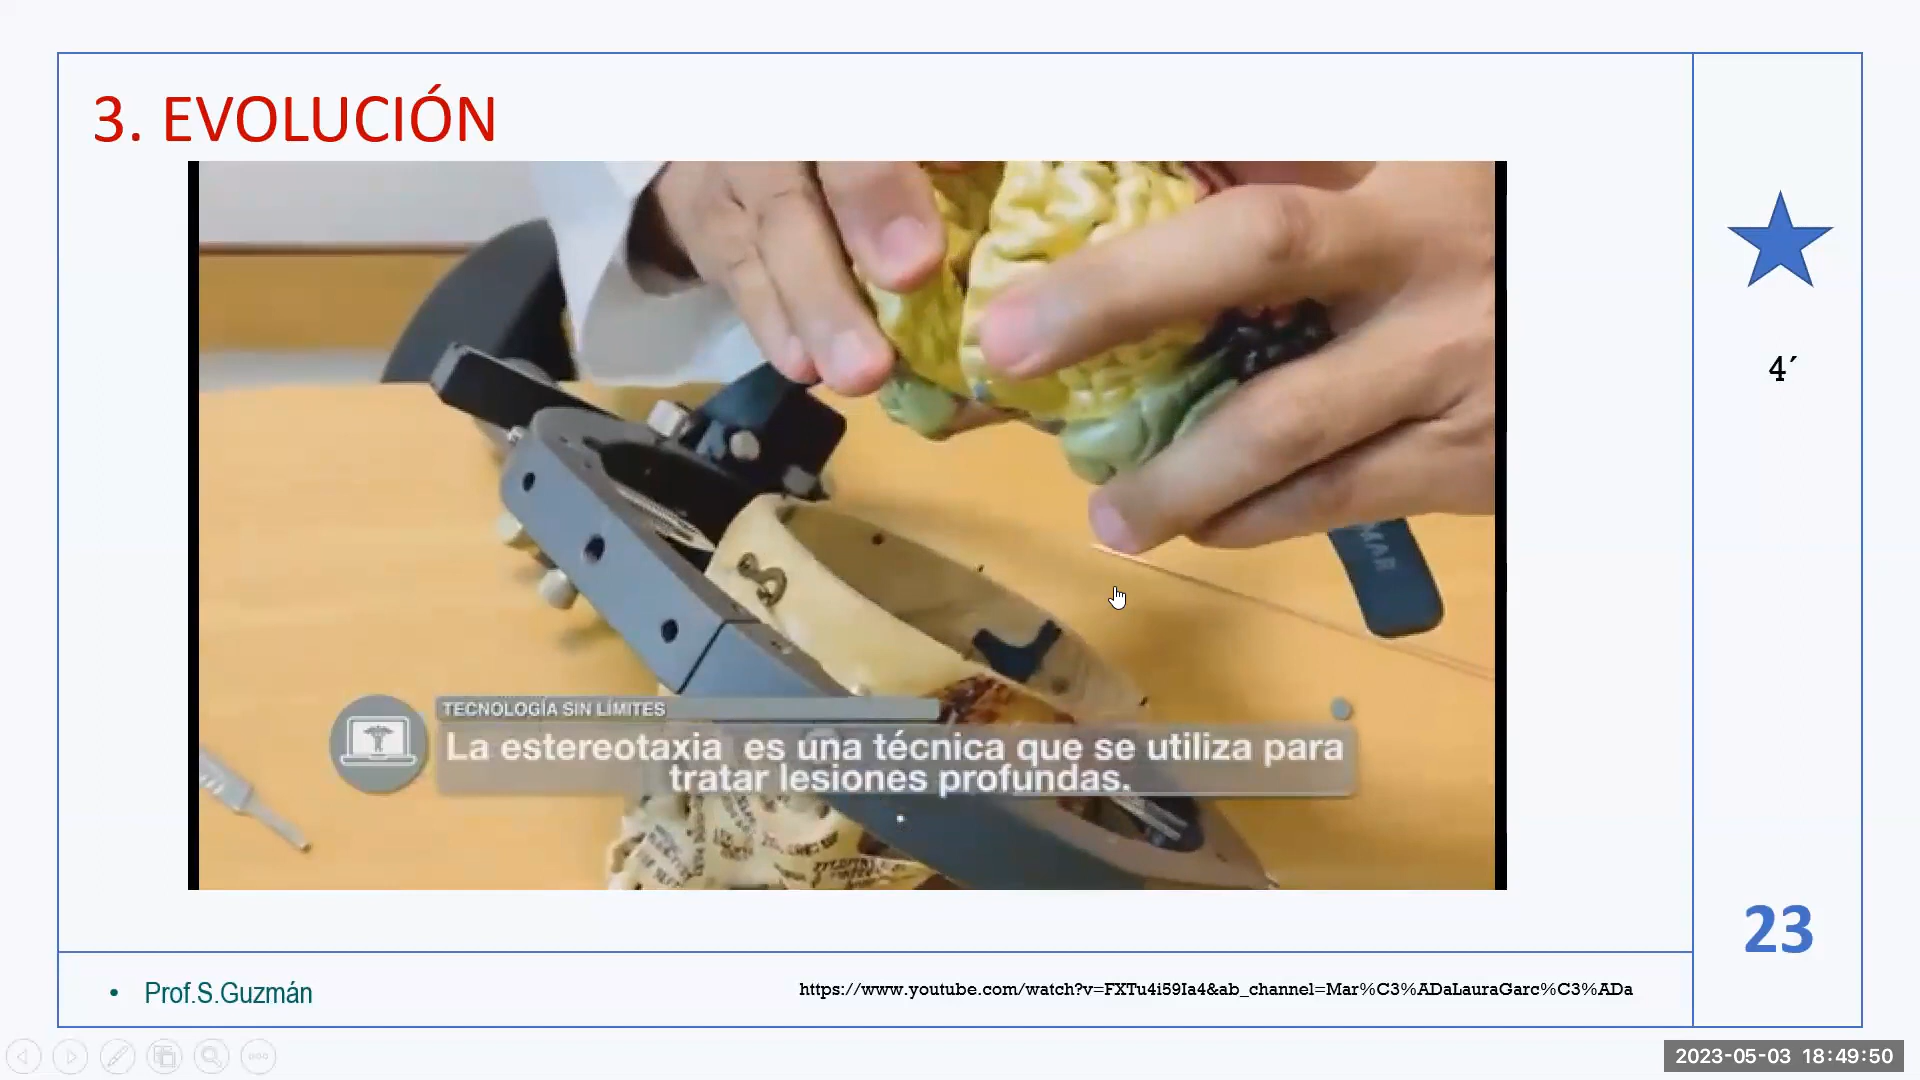 3. EVOLUCIÓN
4´
MAR
TECNOLOGÍA SIN LÍMITES
La estereotaxia es una técnica que se utiliza para
tratar lesiones profundas.
23
• Prof.S.Guzmán
https://www.youtube.com/watch?v=FXTu4i59Ia4&ab_channel=Mar%C3%ADaLauraGarc%C3%ADa
2023-05-03 18:49:50